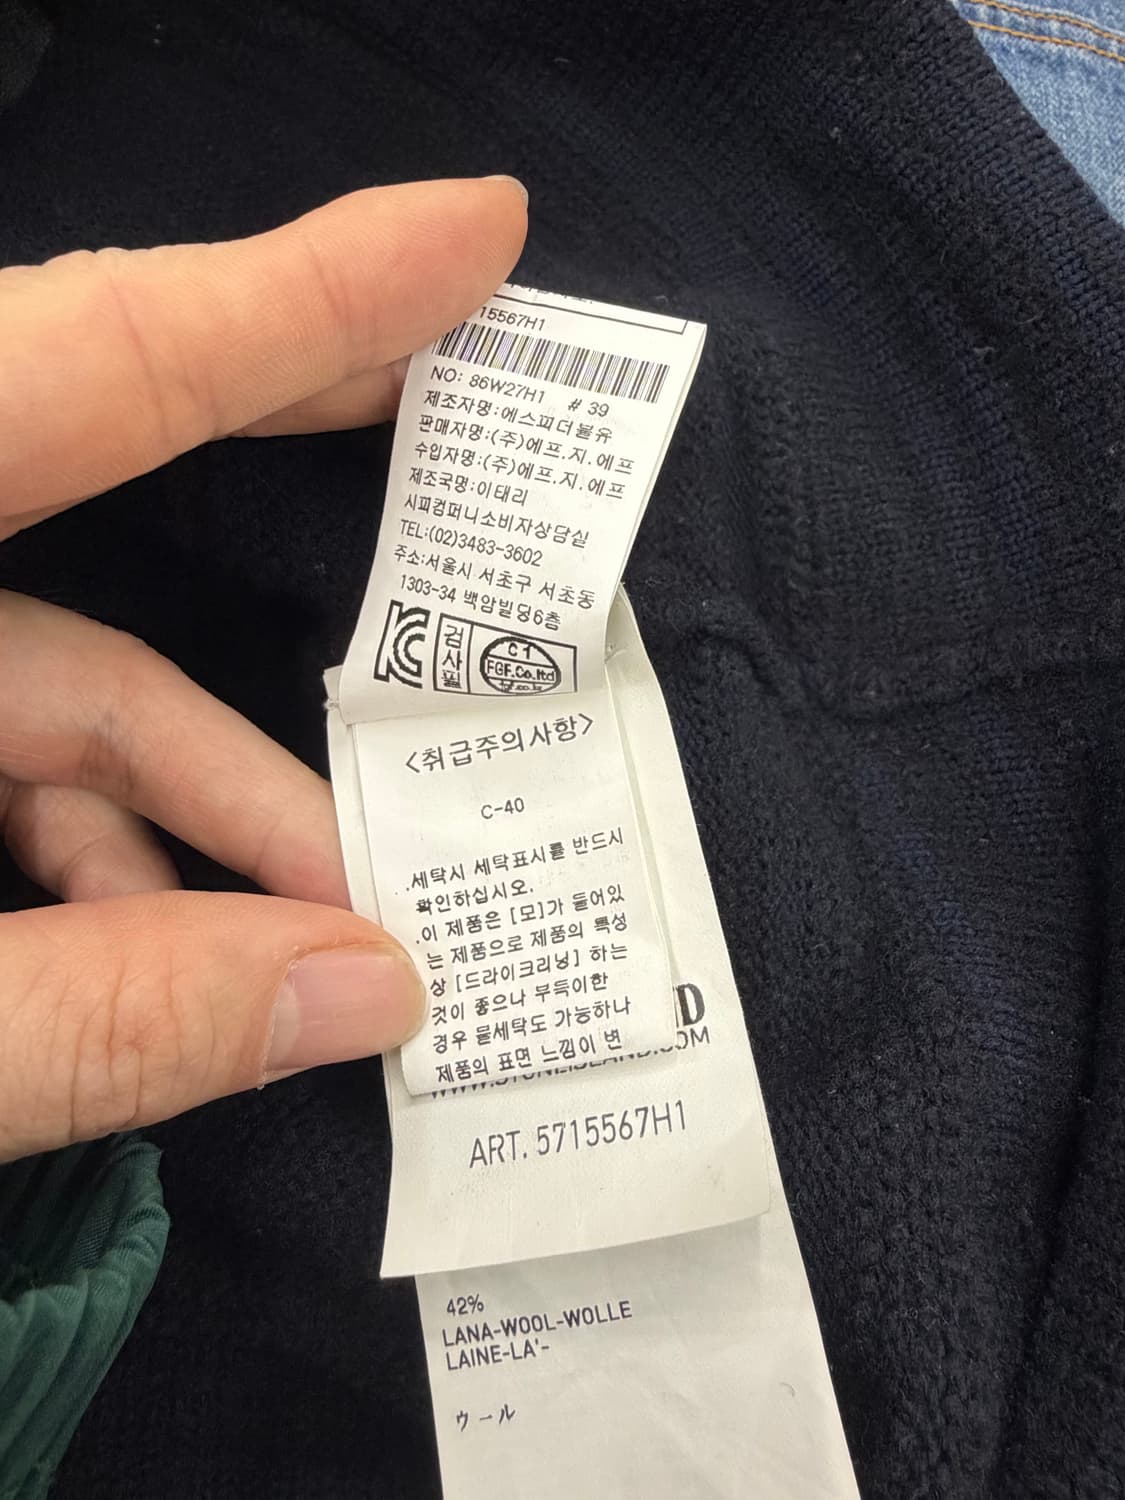 15567H1
NO: 86W27H1 # 39
제조자명:에스피더블유
판매자명:(주)에프.지.에프
수입자명:(주)에프.지.에프
제조국명:이태리
시피컴퍼니소비자상담실
TEL:(02)3483-3602
주소:서울시 서초구 서초동
1303-34 백암빌딩6층
KC 검사필 C1
FGF.Co.ltd
fgf.co.kr
<취급주의사항>
C-40
.세탁시 세탁표시를 반드시
확인하십시오.
.이 제품은 [모]가 들어있
는 제품으로 제품의 특성
상 [드라이크리닝] 하는
것이 좋으나 부득이한
경우 물세탁도 가능하나
제품의 표면 느낌이 변
D
WWW.STONEISLAND.COM
ART. 5715567H1
42%
LANA-WOOL-WOLLE
LAINE-LA'-
ウール